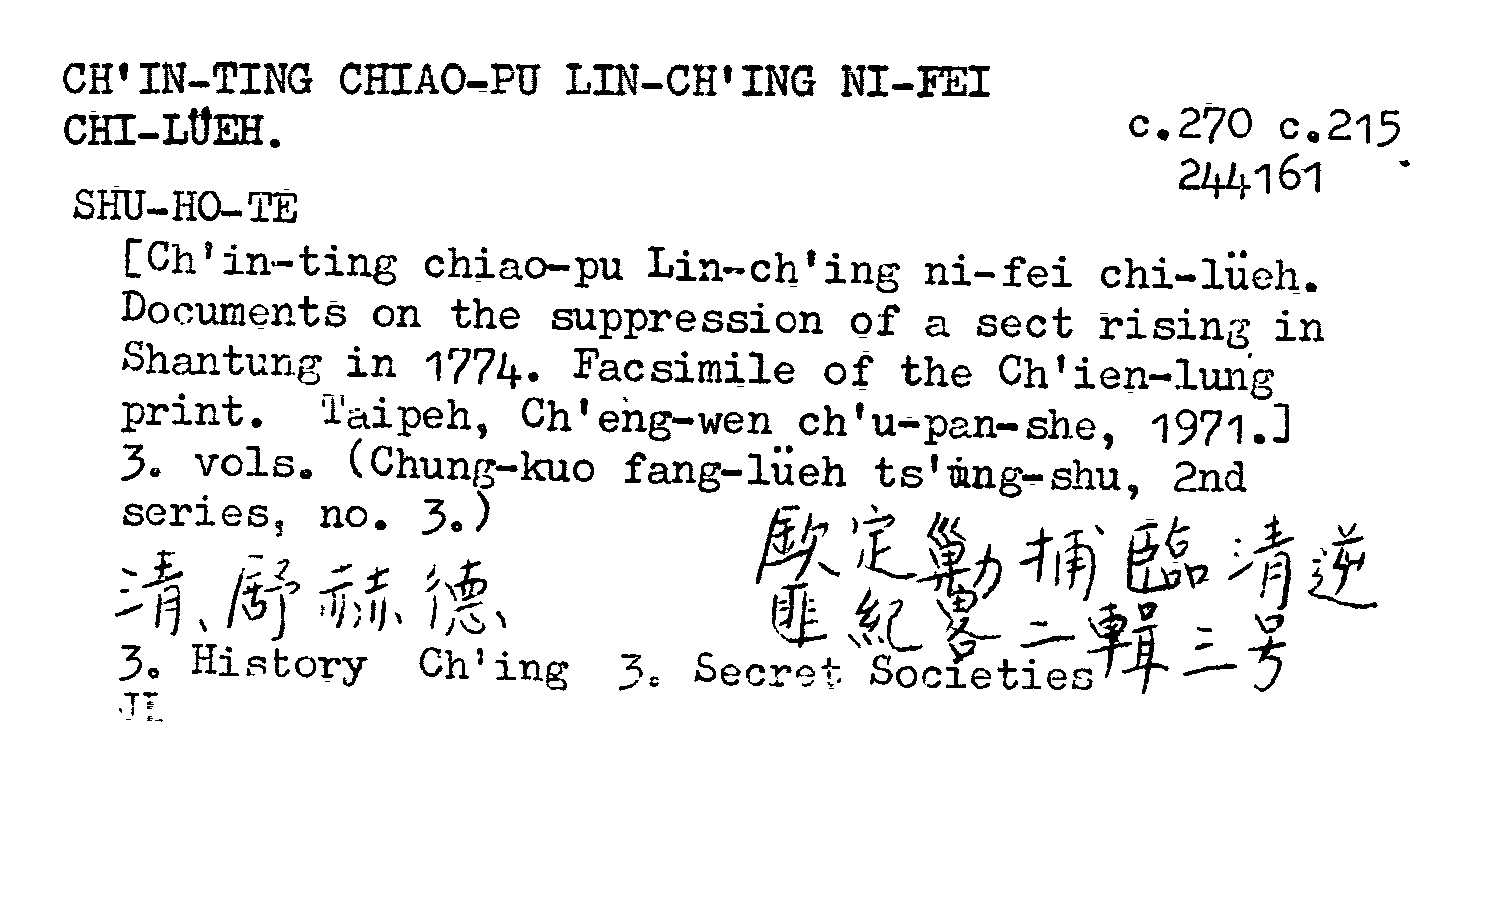 CH'IN-TING CHIAO-PU LIN-CH'ING NI-FEI
CHI-LÜEH.
c.270 c.215
244161
SHU-HO-TE
[Ch'in-ting chiao-pu Lin-ch'ing ni-fei chi-lüeh.
Documents on the suppression of a sect rising in
Shantung in 1774. Facsimile of the Ch'ien-lung
print. Taipeh, Ch'eng-wen ch'u-pan-she, 1971.]
3. vols. (Chung-kuo fang-lüeh ts'ung-shu, 2nd
series, no. 3.)
欽定勦捕臨清逆
匪紀畧二輯三号
清、舒赫德、
3. History Ch'ing 3. Secret Societies
JL